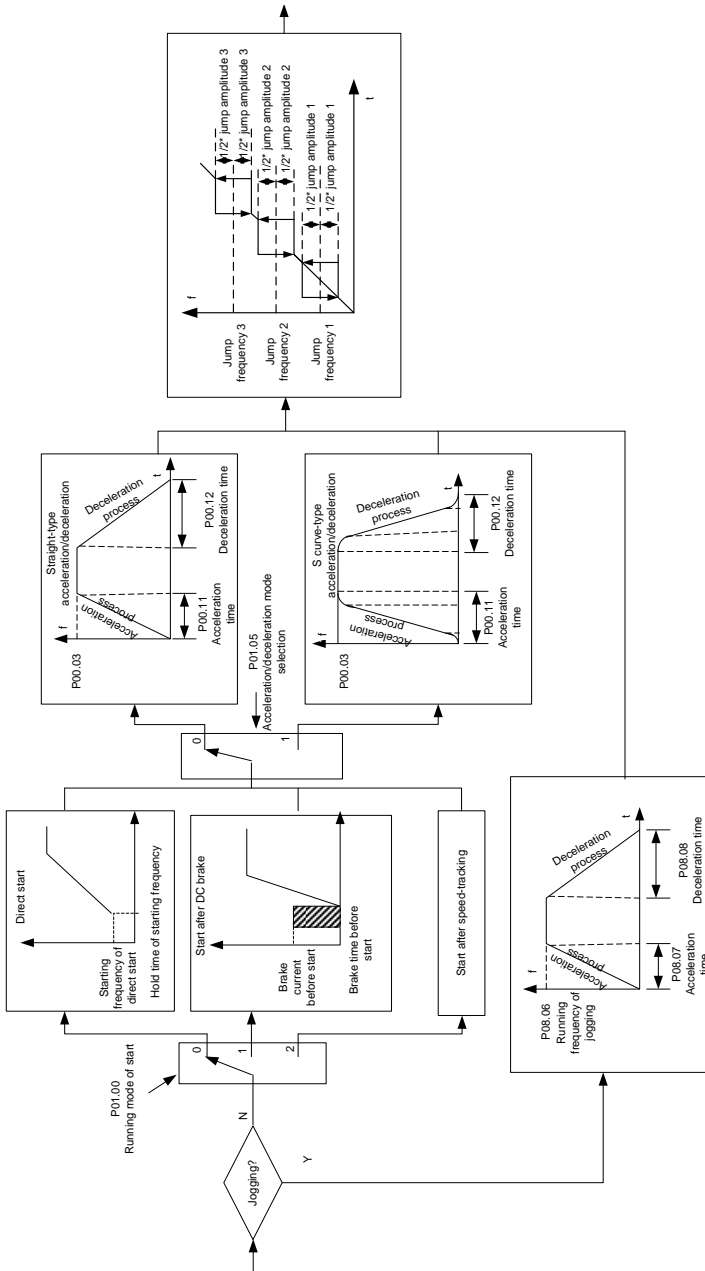 Jogging?
N
Y
P01.00
Running mode of start
0
1
2
Direct start
Starting
frequency of
direct start
Hold time of starting frequency
Start after DC brake
Brake
current
before start
Brake time before
start
Start after speed-tracking
P01.05
Acceleration/deceleration mode
selection
0
1
f
P00.03
Straight-type
acceleration/deceleration
Acceleration
process
Deceleration
process
t
P00.11
Acceleration
time
P00.12
Deceleration time
f
P00.03
S curve-type
acceleration/deceleration
Acceleration
process
Deceleration
process
t
P00.11
Acceleration
time
P00.12
Deceleration time
f
P08.06
Running
frequency of
jogging
Acceleration
process
Deceleration
process
t
P08.07
Acceleration
time
P08.08
Deceleration time
f
Jump
frequency 3
Jump
frequency 2
Jump
frequency 1
1/2* jump amplitude 3
1/2* jump amplitude 3
1/2* jump amplitude 2
1/2* jump amplitude 2
1/2* jump amplitude 1
1/2* jump amplitude 1
t